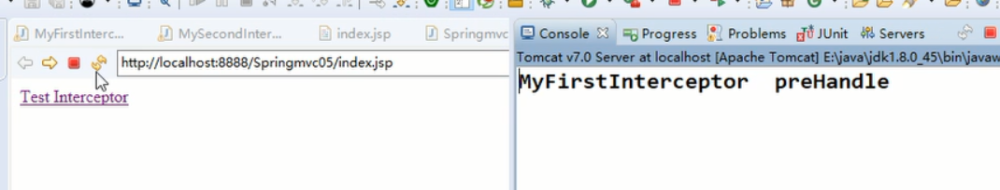 MyFirstInterc...
MySecondInter...
index.jsp
Springmvc
http://localhost:8888/Springmvc05/index.jsp
Test Interceptor
Console
Progress
Problems
JUnit
Servers
Tomcat v7.0 Server at localhost [Apache Tomcat] E:\java\jdk1.8.0_45\bin\javaw
MyFirstInterceptor preHandle